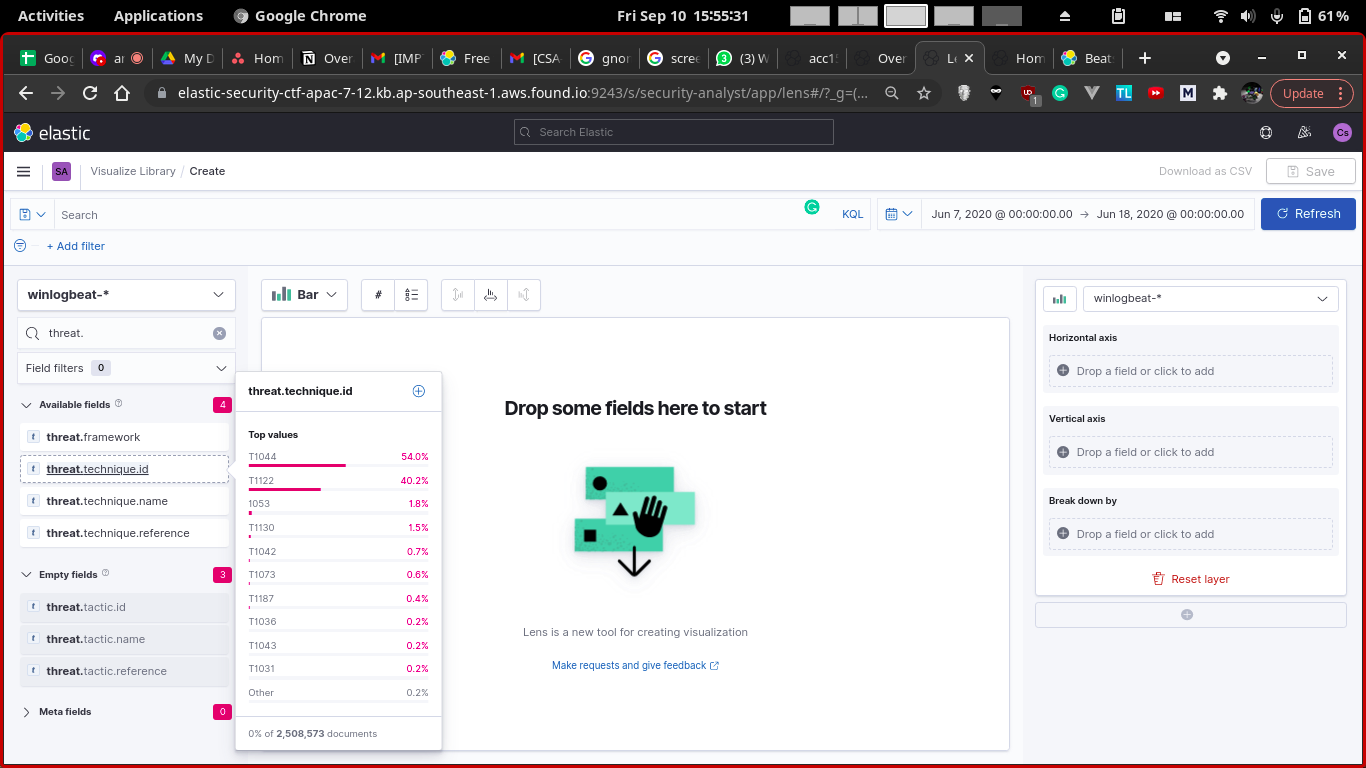 Activities Applications Google Chrome Fri Sep 10 15:55:31 61%
Goog ar My D Hom Over [IMP Free [CSA gnor scree (3) W acc1 Over Le Hom Beat
elastic-security-ctf-apac-7-12.kb.ap-southeast-1.aws.found.io:9243/s/security-analyst/app/lens#/?_g=(... Update
elastic Search Elastic Cs
SA Visualize Library / Create Download as CSV Save
Search KQL Jun 7, 2020 @ 00:00:00.00 → Jun 18, 2020 @ 00:00:00.00 Refresh
+ Add filter
winlogbeat-*
threat.
Field filters 0
Available fields 4
threat.framework
threat.technique.id
threat.technique.name
threat.technique.reference
Empty fields 3
threat.tactic.id
threat.tactic.name
threat.tactic.reference
Meta fields 0
threat.technique.id
Top values
T1044 54.0%
T1122 40.2%
1053 1.8%
T1130 1.5%
T1042 0.7%
T1073 0.6%
T1187 0.4%
T1036 0.2%
T1043 0.2%
T1031 0.2%
Other 0.2%
0% of 2,508,573 documents
Bar #
Drop some fields here to start
Lens is a new tool for creating visualization
Make requests and give feedback
winlogbeat-*
Horizontal axis
Drop a field or click to add
Vertical axis
Drop a field or click to add
Break down by
Drop a field or click to add
Reset layer